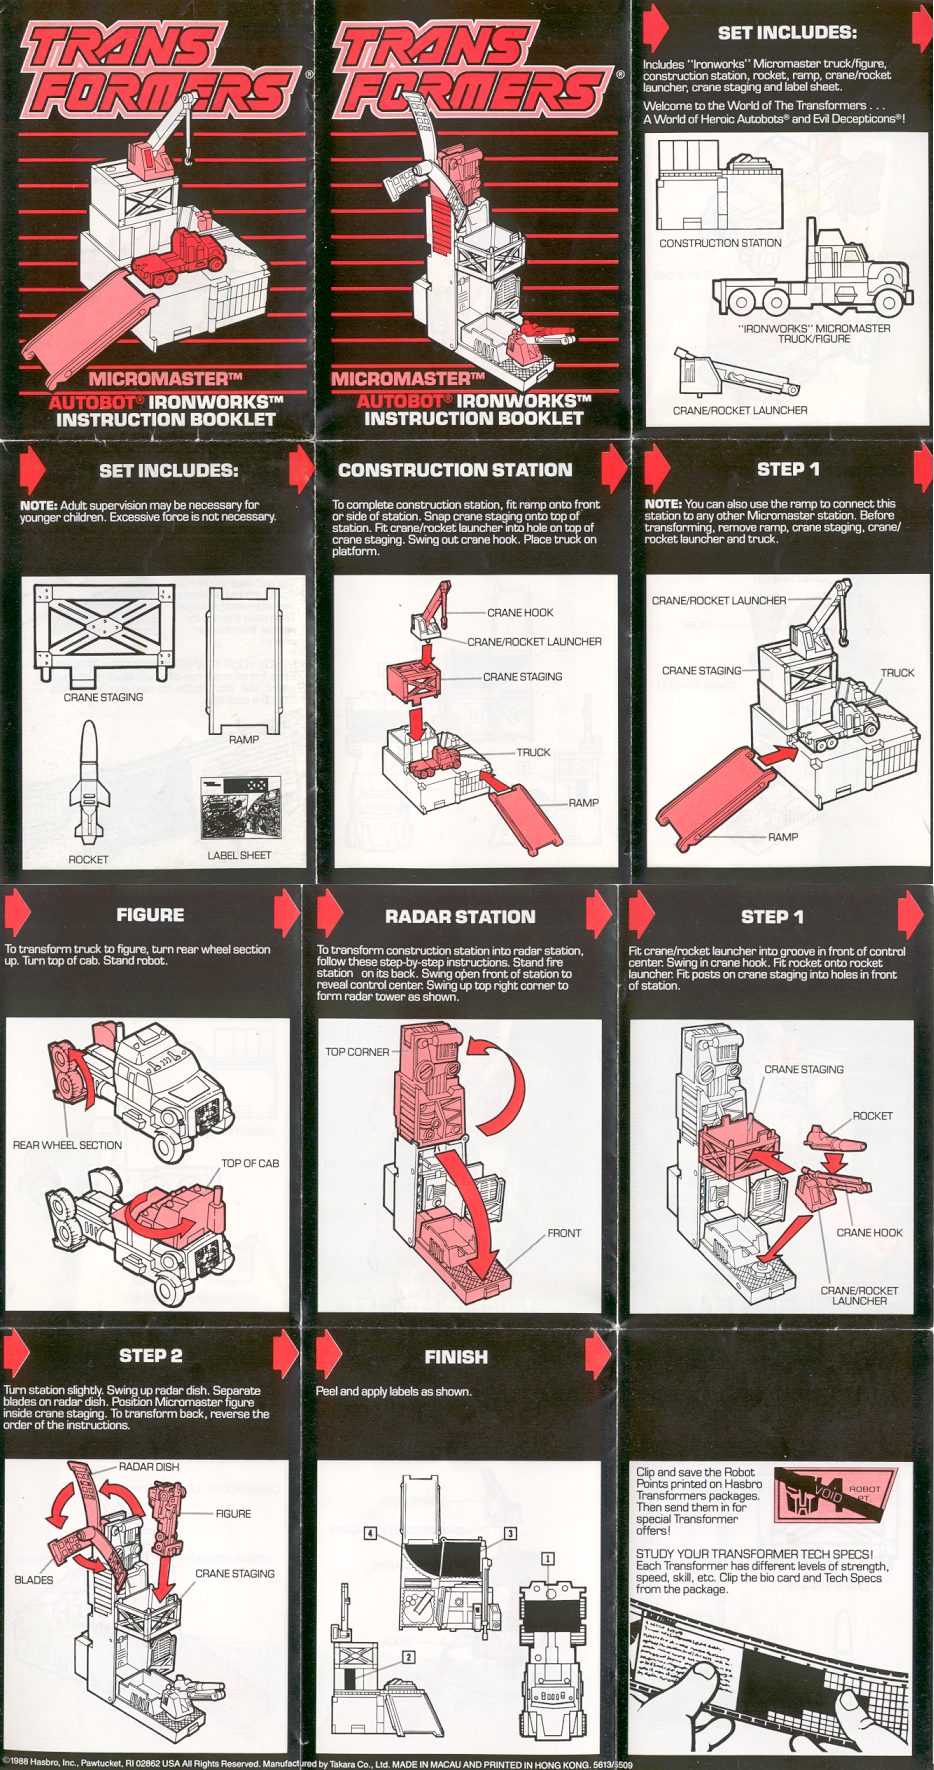 TRANS
FORMERS®
MICROMASTER™
AUTOBOT® IRONWORKS™
INSTRUCTION BOOKLET
TRANS
FORMERS®
MICROMASTER™
AUTOBOT® IRONWORKS™
INSTRUCTION BOOKLET
SET INCLUDES:
Includes "Ironworks" Micromaster truck/figure,
construction station, rocket, ramp, crane/rocket
launcher, crane staging and label sheet.
Welcome to the World of The Transformers . . .
A World of Heroic Autobots® and Evil Decepticons®!
CONSTRUCTION STATION
"IRONWORKS" MICROMASTER
TRUCK/FIGURE
CRANE/ROCKET LAUNCHER
SET INCLUDES:
NOTE: Adult supervision may be necessary for
younger children. Excessive force is not necessary.
CRANE STAGING
RAMP
ROCKET
LABEL SHEET
CONSTRUCTION STATION
To complete construction station, fit ramp onto front
or side of station. Snap crane staging onto top of
station. Fit crane/rocket launcher into hole on top of
crane staging. Swing out crane hook. Place truck on
platform.
CRANE HOOK
CRANE/ROCKET LAUNCHER
CRANE STAGING
TRUCK
RAMP
STEP 1
NOTE: You can also use the ramp to connect this
station to any other Micromaster station. Before
transforming, remove ramp, crane staging, crane/
rocket launcher and truck.
CRANE/ROCKET LAUNCHER
CRANE STAGING
TRUCK
RAMP
FIGURE
To transform truck to figure, turn rear wheel section
up. Turn top of cab. Stand robot.
REAR WHEEL SECTION
TOP OF CAB
RADAR STATION
To transform construction station into radar station,
follow these step-by-step instructions. Stand fire
station on its back. Swing open front of station to
reveal control center. Swing up top right corner to
form radar tower as shown.
TOP CORNER
FRONT
STEP 1
Fit crane/rocket launcher into groove in front of control
center. Swing in crane hook. Fit rocket onto rocket
launcher. Fit posts on crane staging into holes in front
of station.
CRANE STAGING
ROCKET
CRANE HOOK
CRANE/ROCKET
LAUNCHER
STEP 2
Turn station slightly. Swing up radar dish. Separate
blades on radar dish. Position Micromaster figure
inside crane staging. To transform back, reverse the
order of the instructions.
RADAR DISH
FIGURE
BLADES
CRANE STAGING
FINISH
Peel and apply labels as shown.
4
3
1
2
Clip and save the Robot
Points printed on Hasbro
Transformers packages.
Then send them in for
special Transformer
offers!
VOID
ROBOT
PT.
STUDY YOUR TRANSFORMER TECH SPECS!
Each Transformer has different levels of strength,
speed, skill, etc. Clip the bio card and Tech Specs
from the package.
©1988 Hasbro, Inc., Pawtucket, RI 02862 USA All Rights Reserved. Manufactured by Takara Co., Ltd. MADE IN MACAU AND PRINTED IN HONG KONG. 5613/5509